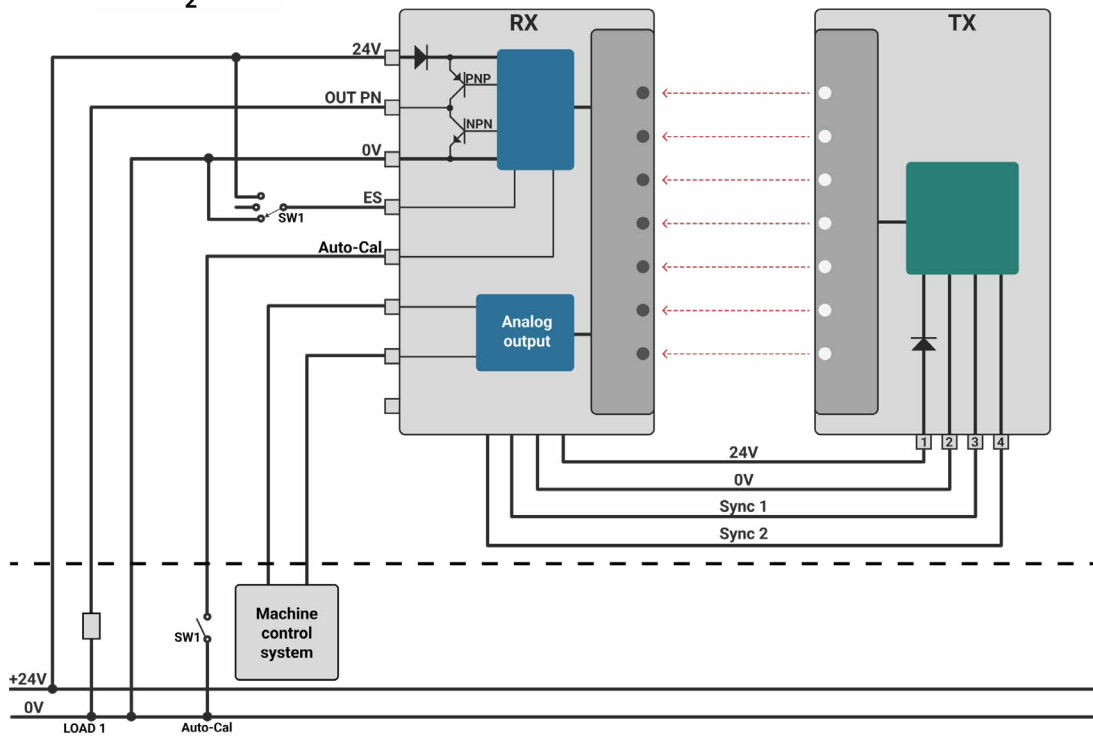 2
RX
TX
24V
PNP
OUT PN
NPN
0V
ES
SW1
Auto-Cal
Analog
output
1
2
3
4
24V
0V
Sync 1
Sync 2
Machine
control
system
SW1
+24V
0V
LOAD 1
Auto-Cal